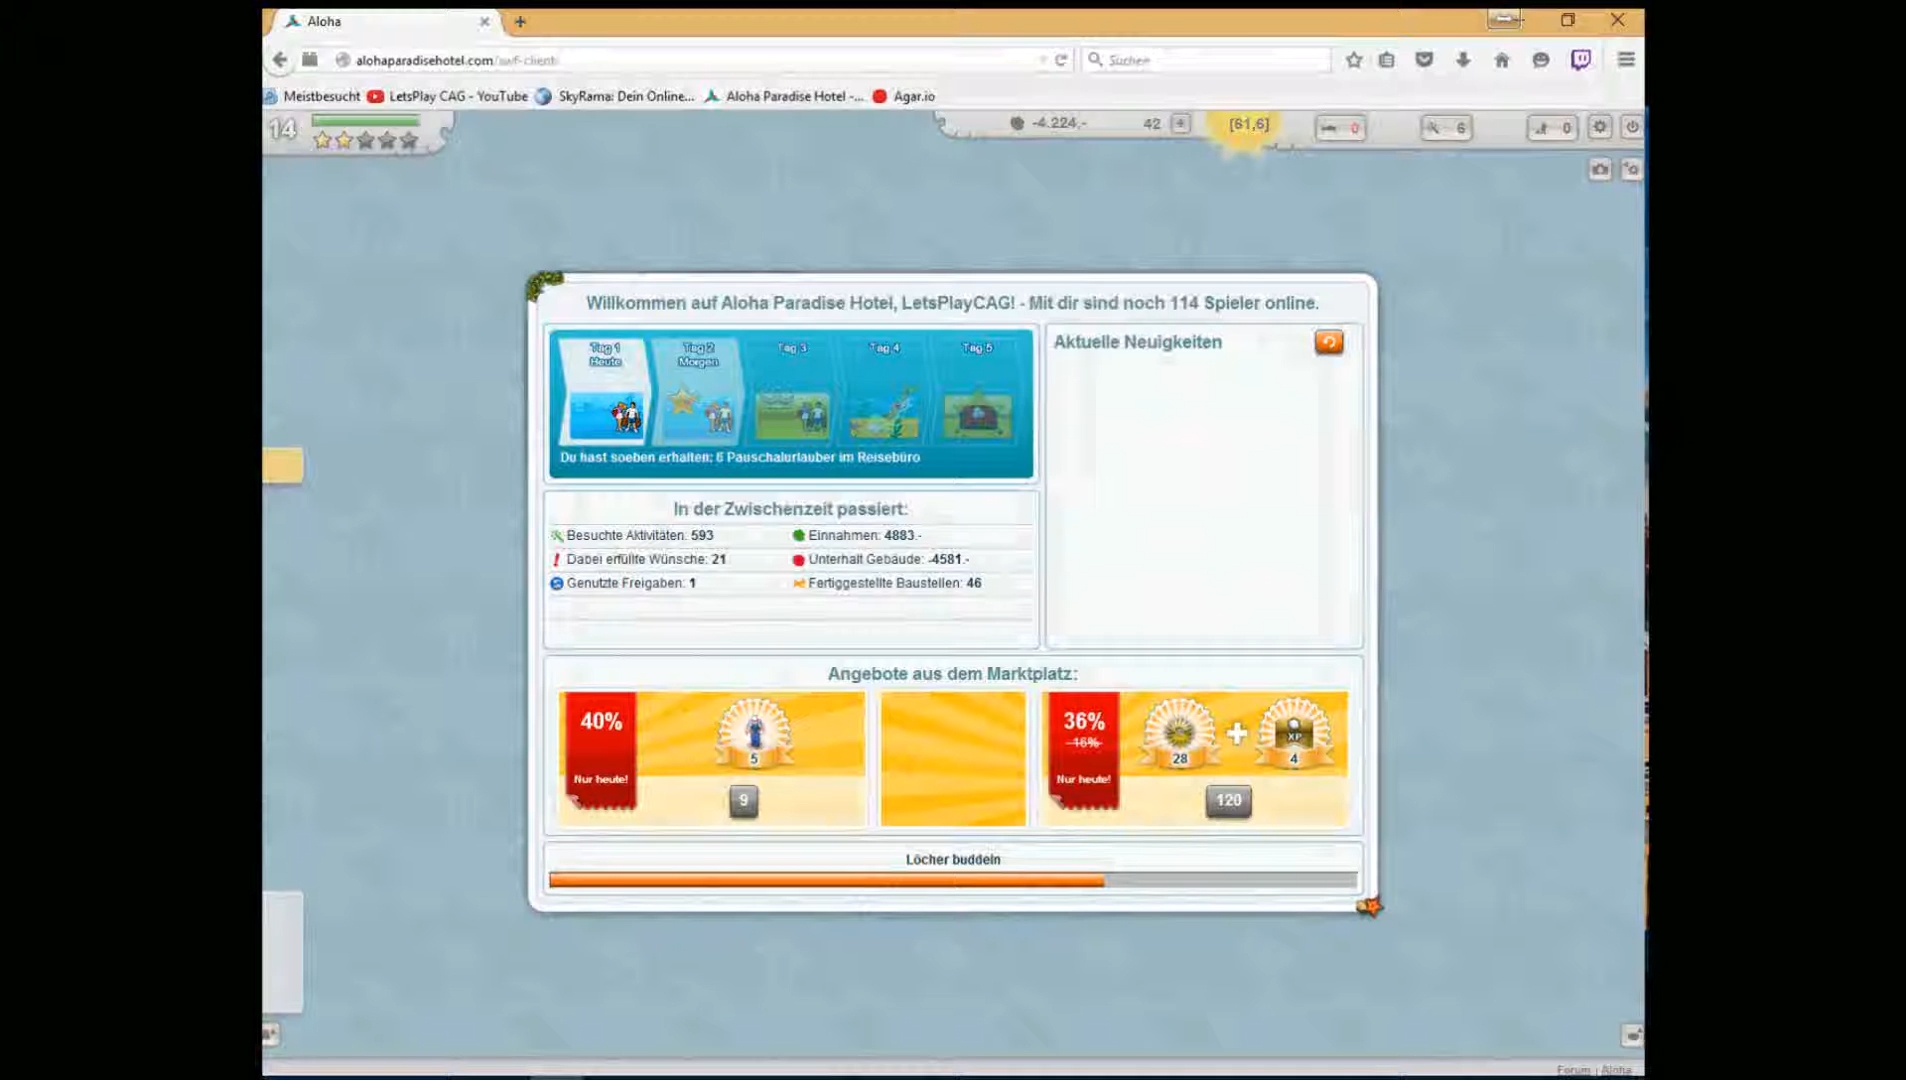 Aloha
alohaparadisehotel.com/swf-client
Suchen
Meistbesucht
LetsPlay CAG - YouTube
SkyRama: Dein Online...
Aloha Paradise Hotel -...
Agar.io
14
-4.224,-
42
[61,6]
0
6
0
Willkommen auf Aloha Paradise Hotel, LetsPlayCAG! - Mit dir sind noch 114 Spieler online.
Tag 1
Heute
Tag 2
Morgen
Tag 3
Tag 4
Tag 5
Du hast soeben erhalten: 6 Pauschalurlauber im Reisebüro
Aktuelle Neuigkeiten
In der Zwischenzeit passiert:
Besuchte Aktivitäten: 593
Einnahmen: 4883.-
Dabei erfüllte Wünsche: 21
Unterhalt Gebäude: -4581.-
Genutzte Freigaben: 1
Fertiggestellte Baustellen: 46
Angebote aus dem Marktplatz:
40%
Nur heute!
5
9
36%
16%
Nur heute!
28
XP
4
120
Löcher buddeln
Forum | Aloha